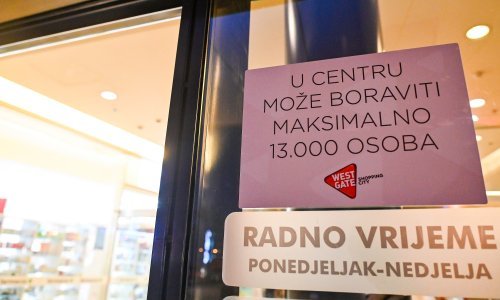 U CENTRU
MOŽE BORAVITI
MAKSIMALNO
13.000 OSOBA
WEST
GATE
SHOPPING
CITY
RADNO VRIJEME
PONEDJELJAK-NEDJELJA